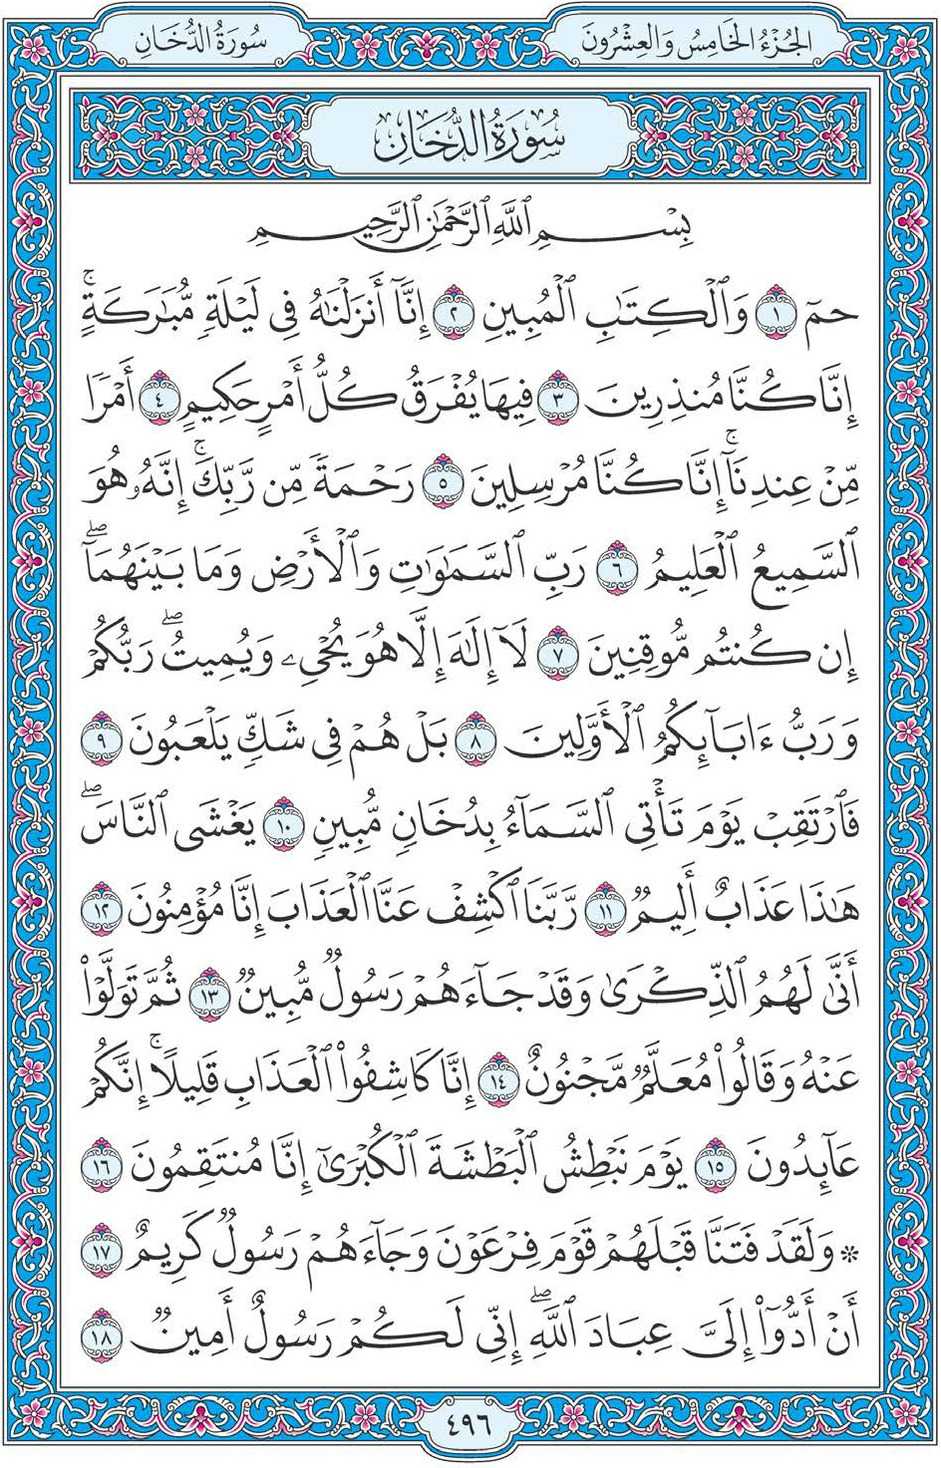 الجُزْءُ الخَامِسُ وَالعِشْرُونَ
سُورَةُ الدُّخَانِ
سُورَةُ الدُّخَانِ
بِسْمِ ٱللَّهِ ٱلرَّحْمَٰنِ ٱلرَّحِيمِ
حمٓ ١ وَٱلْكِتَٰبِ ٱلْمُبِينِ ٢ إِنَّآ أَنزَلْنَٰهُ فِى لَيْلَةٍ مُّبَٰرَكَةٍۚ
إِنَّا كُنَّا مُنذِرِينَ ٣ فِيهَا يُفْرَقُ كُلُّ أَمْرٍ حَكِيمٍ ٤ أَمْرًا
مِّنْ عِندِنَآۚ إِنَّا كُنَّا مُرْسِلِينَ ٥ رَحْمَةً مِّن رَّبِّكَۚ إِنَّهُۥ هُوَ
ٱلسَّمِيعُ ٱلْعَلِيمُ ٦ رَبِّ ٱلسَّمَٰوَٰتِ وَٱلْأَرْضِ وَمَا بَيْنَهُمَآۖ
إِن كُنتُم مُّوقِنِينَ ٧ لَآ إِلَٰهَ إِلَّا هُوَ يُحْىِۦ وَيُمِيتُۖ رَبُّكُمْ
وَرَبُّ ءَابَآئِكُمُ ٱلْأَوَّلِينَ ٨ بَلْ هُمْ فِى شَكٍّ يَلْعَبُونَ ٩
فَٱرْتَقِبْ يَوْمَ تَأْتِى ٱلسَّمَآءُ بِدُخَانٍ مُّبِينٍ ١٠ يَغْشَى ٱلنَّاسَۖ
هَٰذَا عَذَابٌ أَلِيمٌ ١١ رَّبَّنَا ٱكْشِفْ عَنَّا ٱلْعَذَابَ إِنَّا مُؤْمِنُونَ ١٢
أَنَّىٰ لَهُمُ ٱلذِّكْرَىٰ وَقَدْ جَآءَهُمْ رَسُولٌ مُّبِينٌ ١٣ ثُمَّ تَوَلَّوْا۟
عَنْهُ وَقَالُوا۟ مُعَلَّمٌ مَّجْنُونٌ ١٤ إِنَّا كَاشِفُوا۟ ٱلْعَذَابِ قَلِيلًاۚ إِنَّكُمْ
عَآئِدُونَ ١٥ يَوْمَ نَبْطِشُ ٱلْبَطْشَةَ ٱلْكُبْرَىٰٓ إِنَّا مُنتَقِمُونَ ١٦
۞ وَلَقَدْ فَتَنَّا قَبْلَهُمْ قَوْمَ فِرْعَوْنَ وَجَآءَهُمْ رَسُولٌ كَرِيمٌ ١٧
أَنْ أَدُّوٓا۟ إِلَىَّ عِبَادَ ٱللَّهِۖ إِنِّى لَكُمْ رَسُولٌ أَمِينٌ ١٨
٤٩٦